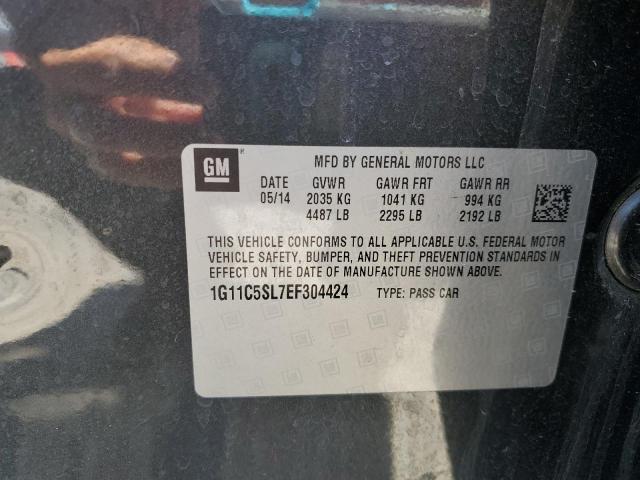 GM
MFD BY GENERAL MOTORS LLC
DATE GVWR GAWR FRT GAWR RR
05/14 2035 KG 1041 KG 994 KG
4487 LB 2295 LB 2192 LB
THIS VEHICLE CONFORMS TO ALL APPLICABLE U.S. FEDERAL MOTOR
VEHICLE SAFETY, BUMPER, AND THEFT PREVENTION STANDARDS IN
EFFECT ON THE DATE OF MANUFACTURE SHOWN ABOVE.
1G11C5SL7EF304424 TYPE: PASS CAR